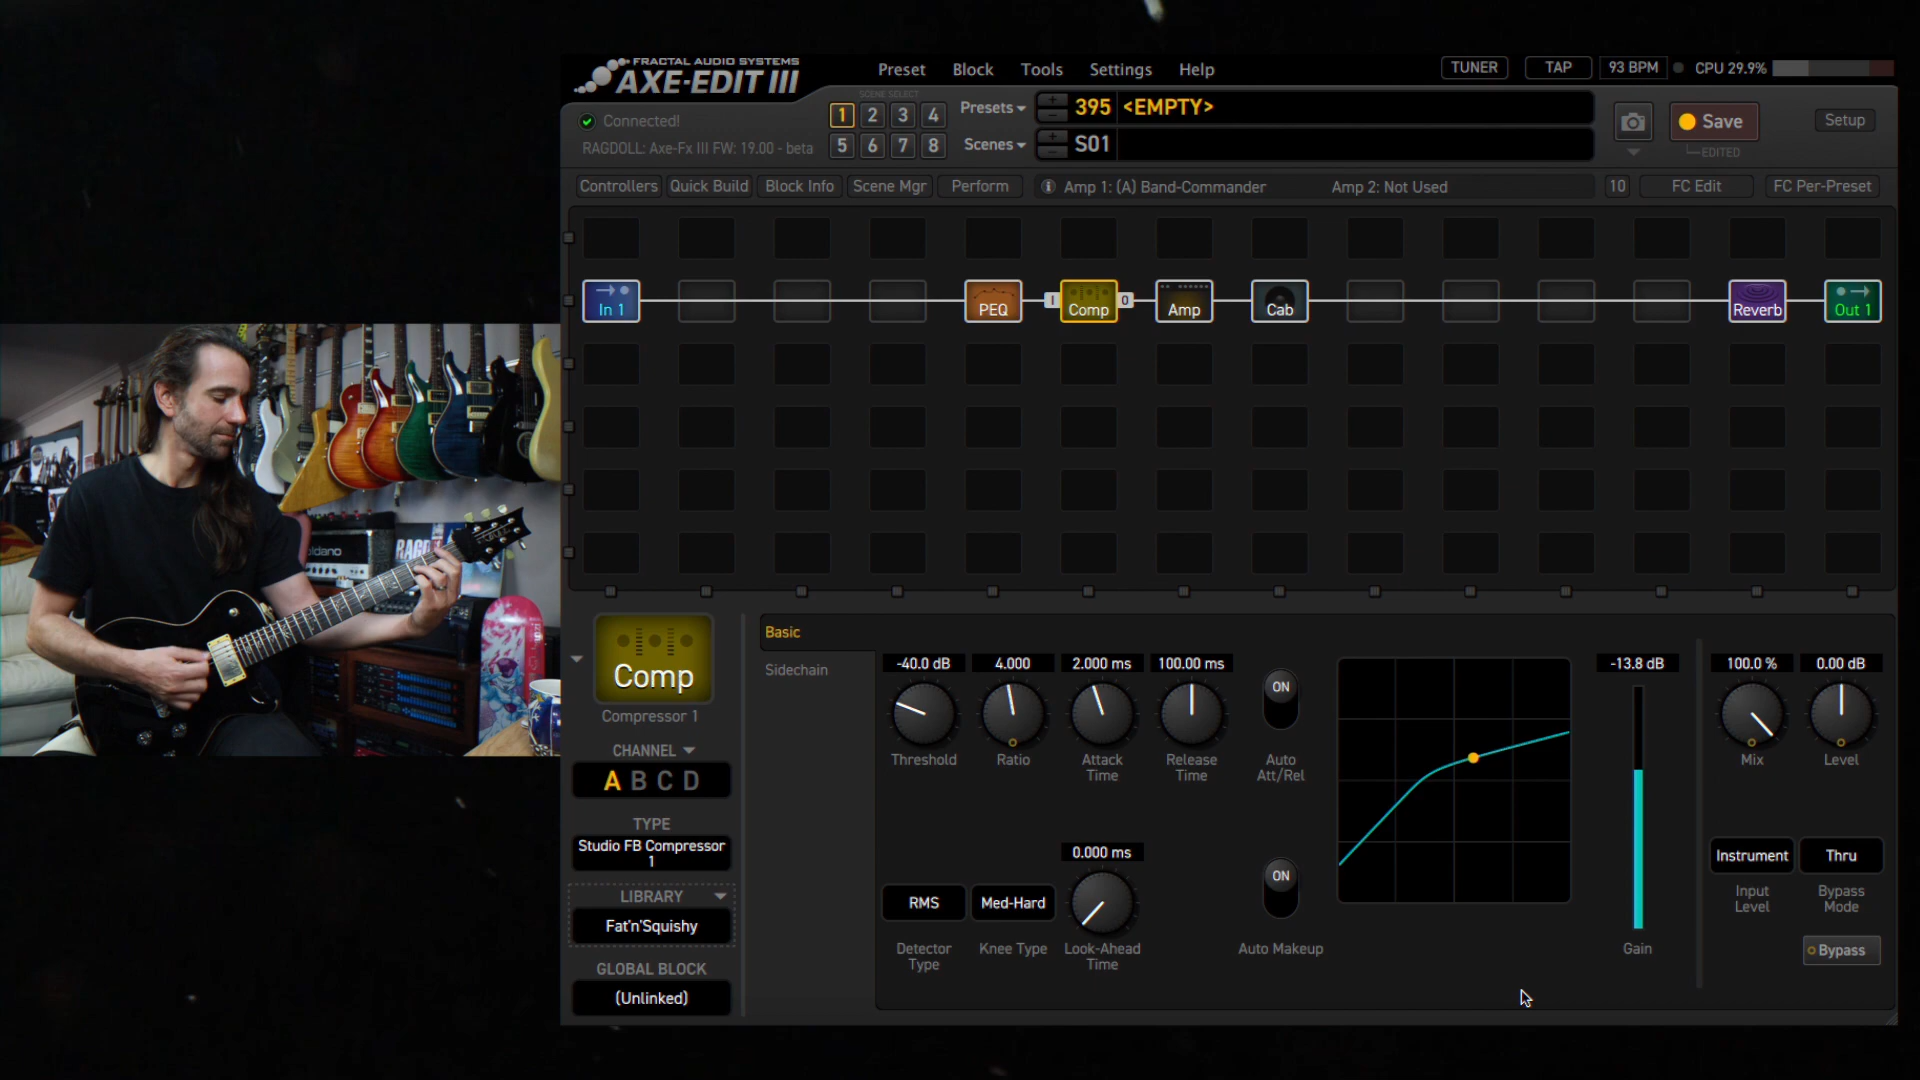 FRACTAL AUDIO SYSTEMS
AXE-EDIT III
Preset Block Tools Settings Help
TUNER TAP 93 BPM CPU 29.9%
SCENE SELECT
1 2 3 4
5 6 7 8
Connected!
RAGDOLL: Axe-Fx III FW: 19.00 - beta
Presets 395 <EMPTY>
Scenes S01
Save
EDITED
Setup
Controllers Quick Build Block Info Scene Mgr Perform
Amp 1: (A) Band-Commander Amp 2: Not Used
10 FC Edit FC Per-Preset
In 1 PEQ I Comp O Amp Cab Reverb Out 1
oldano
RAGD
Comp
Compressor 1
CHANNEL
A B C D
TYPE
Studio FB Compressor
1
LIBRARY
Fat'n'Squishy
GLOBAL BLOCK
(Unlinked)
Basic
Sidechain
-40.0 dB 4.000 2.000 ms 100.00 ms
ON
Threshold Ratio Attack Time Release Time Auto Att/Rel
0.000 ms
RMS Med-Hard ON
Detector Type Knee Type Look-Ahead Time Auto Makeup
-13.8 dB
Gain
100.0 % 0.00 dB
Mix Level
Instrument Thru
Input Level Bypass Mode
Bypass